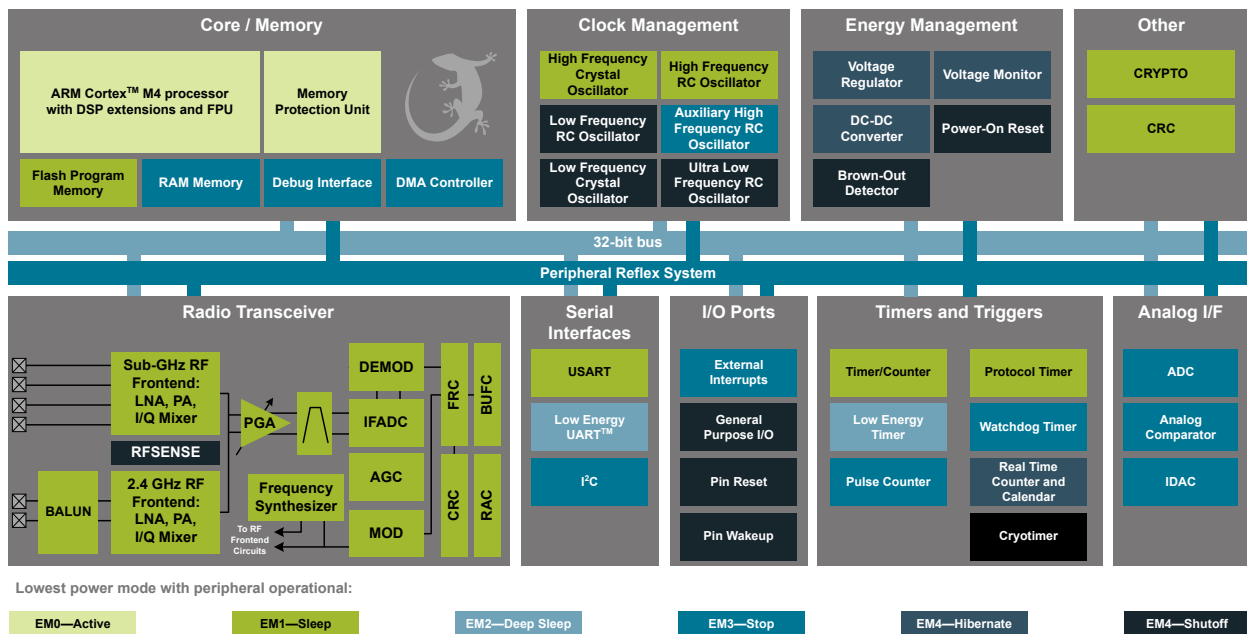 Core / Memory
ARM Cortex™ M4 processor
with DSP extensions and FPU
Memory
Protection Unit
Flash Program
Memory
RAM Memory
Debug Interface
DMA Controller
Clock Management
High Frequency
Crystal
Oscillator
High Frequency
RC Oscillator
Low Frequency
RC Oscillator
Auxiliary High
Frequency RC
Oscillator
Low Frequency
Crystal
Oscillator
Ultra Low
Frequency RC
Oscillator
Energy Management
Voltage
Regulator
Voltage Monitor
DC-DC
Converter
Power-On Reset
Brown-Out
Detector
Other
CRYPTO
CRC
32-bit bus
Peripheral Reflex System
Radio Transceiver
Sub-GHz RF
Frontend:
LNA, PA,
I/Q Mixer
RFSENSE
BALUN
2.4 GHz RF
Frontend:
LNA, PA,
I/Q Mixer
PGA
Frequency
Synthesizer
To RF
Frontend
Circuits
DEMOD
IFADC
AGC
MOD
FRC
BUFC
CRC
RAC
Serial
Interfaces
USART
Low Energy
UART™
I²C
I/O Ports
External
Interrupts
General
Purpose I/O
Pin Reset
Pin Wakeup
Timers and Triggers
Timer/Counter
Protocol Timer
Low Energy
Timer
Watchdog Timer
Pulse Counter
Real Time
Counter and
Calendar
Cryotimer
Analog I/F
ADC
Analog
Comparator
IDAC
Lowest power mode with peripheral operational:
EM0—Active
EM1—Sleep
EM2—Deep Sleep
EM3—Stop
EM4—Hibernate
EM4—Shutoff